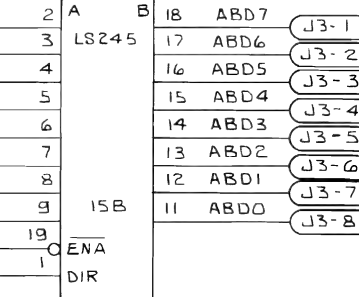 2 A B 18 ABD7 J3-1
3 LS245 17 ABD6 J3-2
4 16 ABD5 J3-3
5 15 ABD4 J3-4
6 14 ABD3 J3-5
7 13 ABD2 J3-6
8 12 ABD1 J3-7
9 15B 11 ABD0 J3-8
19 ENA
1 DIR